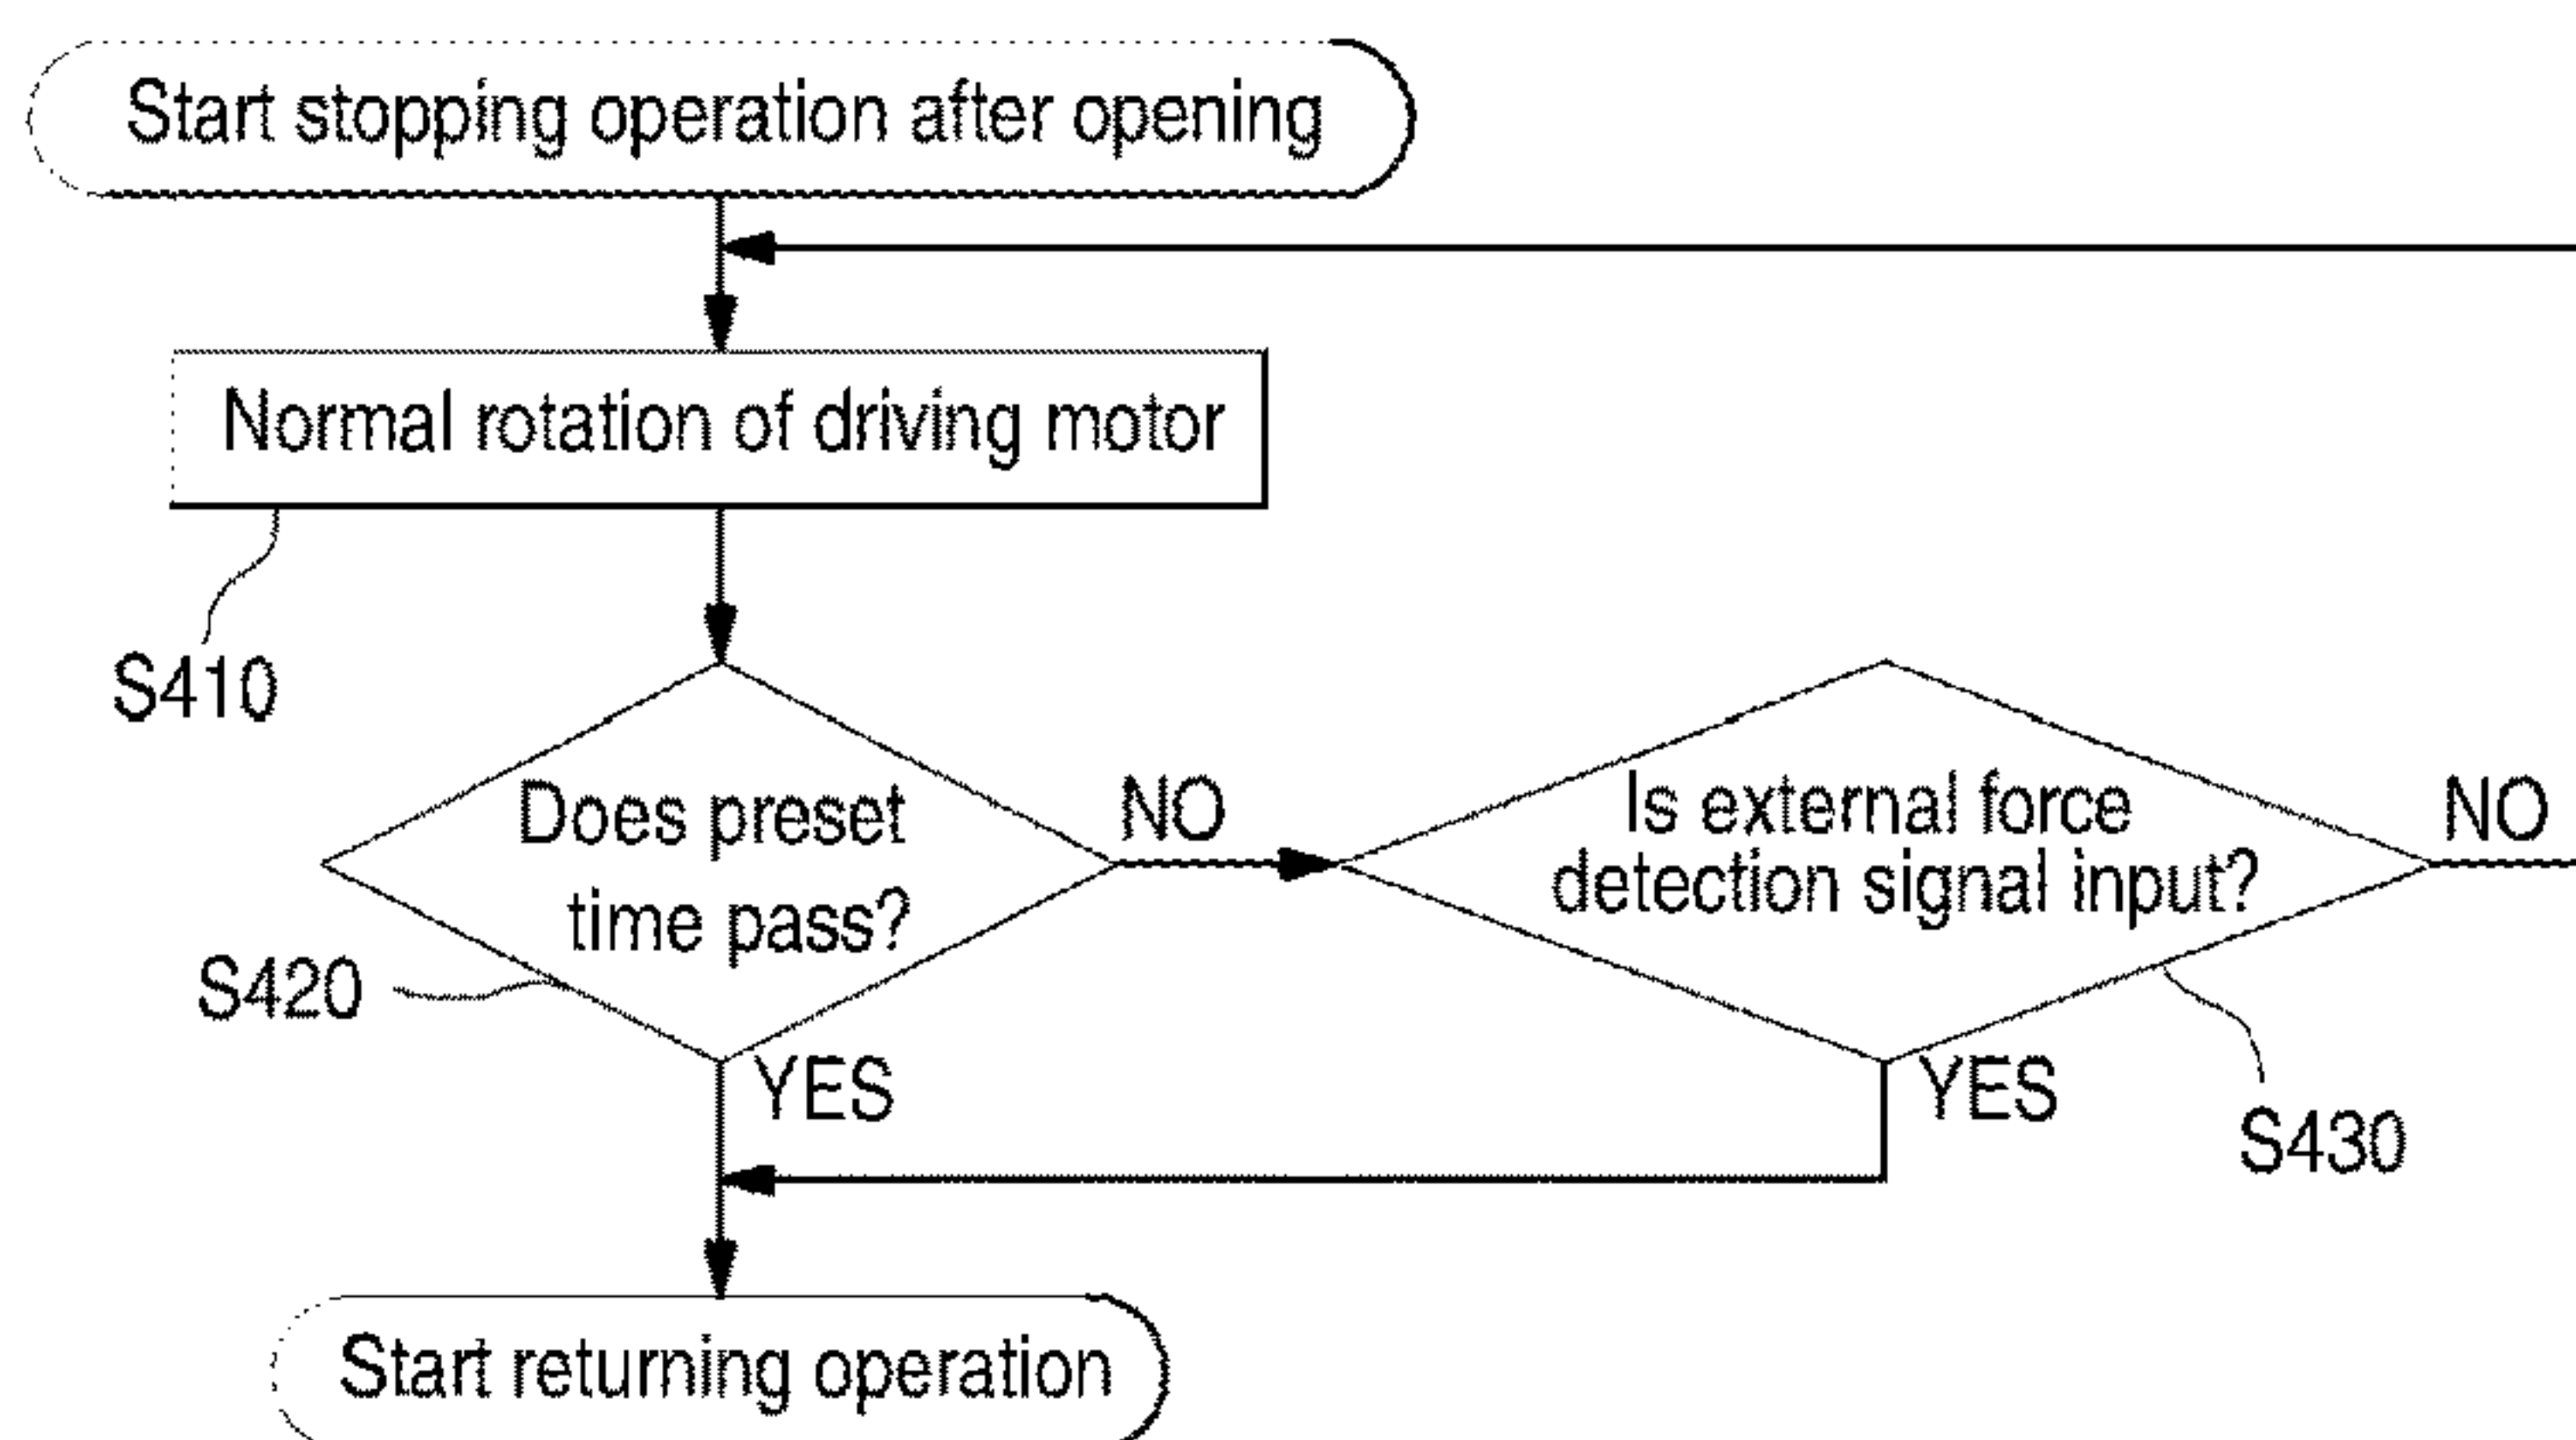 Start stopping operation after opening
Normal rotation of driving motor
S410
Does preset
time pass?
NO
Is external force
detection signal input?
NO
S420
YES
YES
S430
Start returning operation